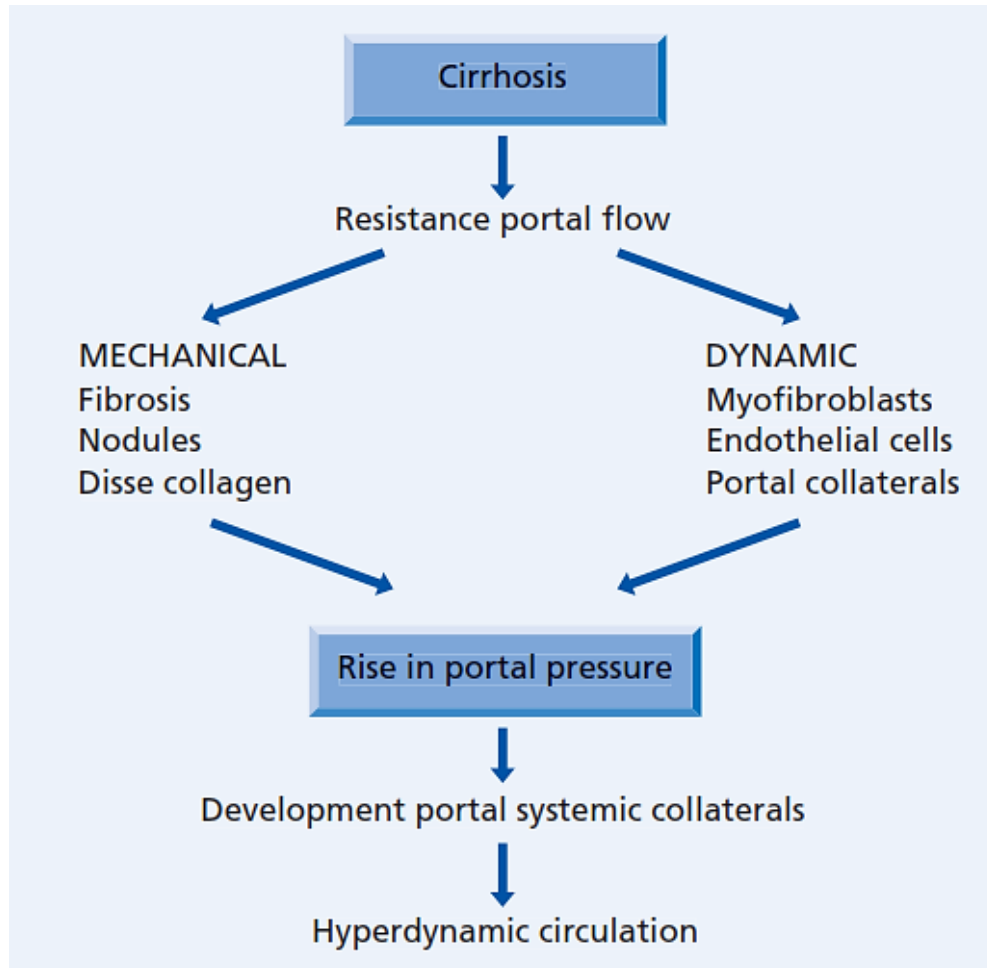 Cirrhosis
Resistance portal flow
MECHANICAL
Fibrosis
Nodules
Disse collagen
DYNAMIC
Myofibroblasts
Endothelial cells
Portal collaterals
Rise in portal pressure
Development portal systemic collaterals
Hyperdynamic circulation